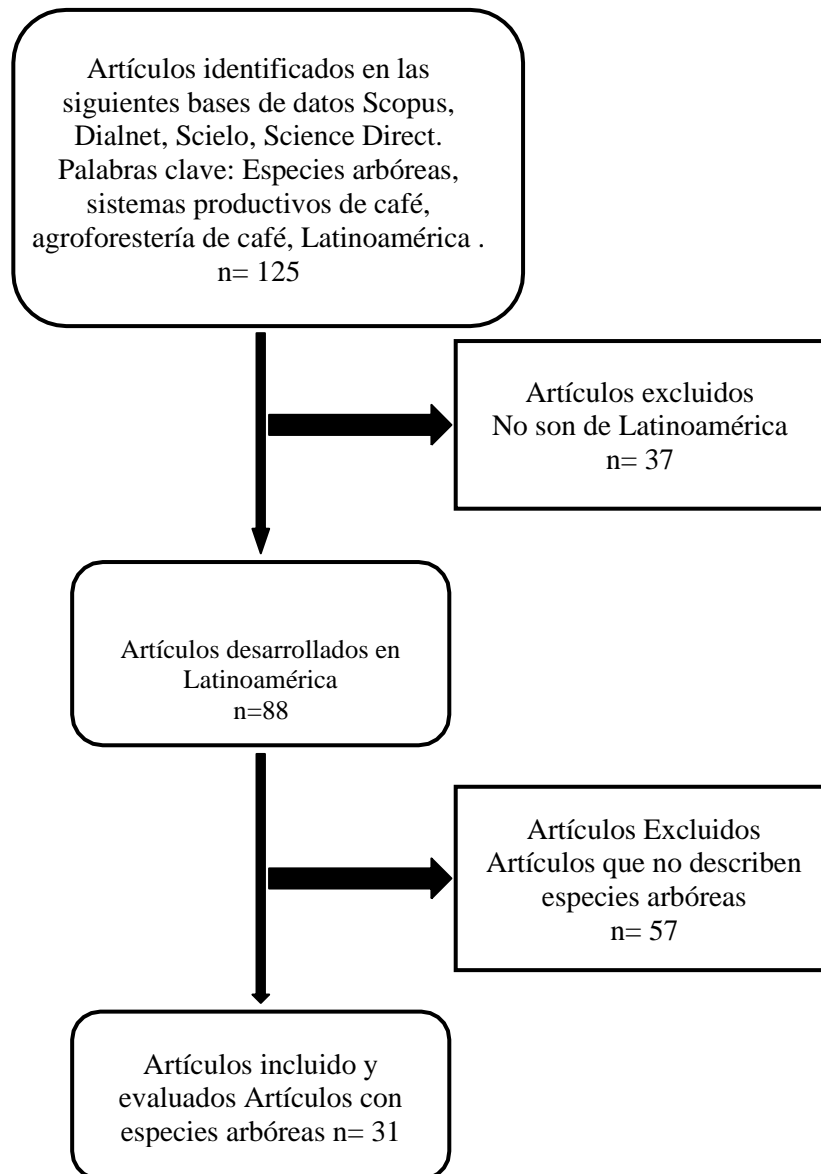 Artículos identificados en las
siguientes bases de datos Scopus,
Dialnet, Scielo, Science Direct.
Palabras clave: Especies arbóreas,
sistemas productivos de café,
agroforestería de café, Latinoamérica .
n= 125
Artículos excluidos
No son de Latinoamérica
n= 37
Artículos desarrollados en
Latinoamérica
n=88
Artículos Excluidos
Artículos que no describen
especies arbóreas
n= 57
Artículos incluido y
evaluados Artículos con
especies arbóreas n= 31